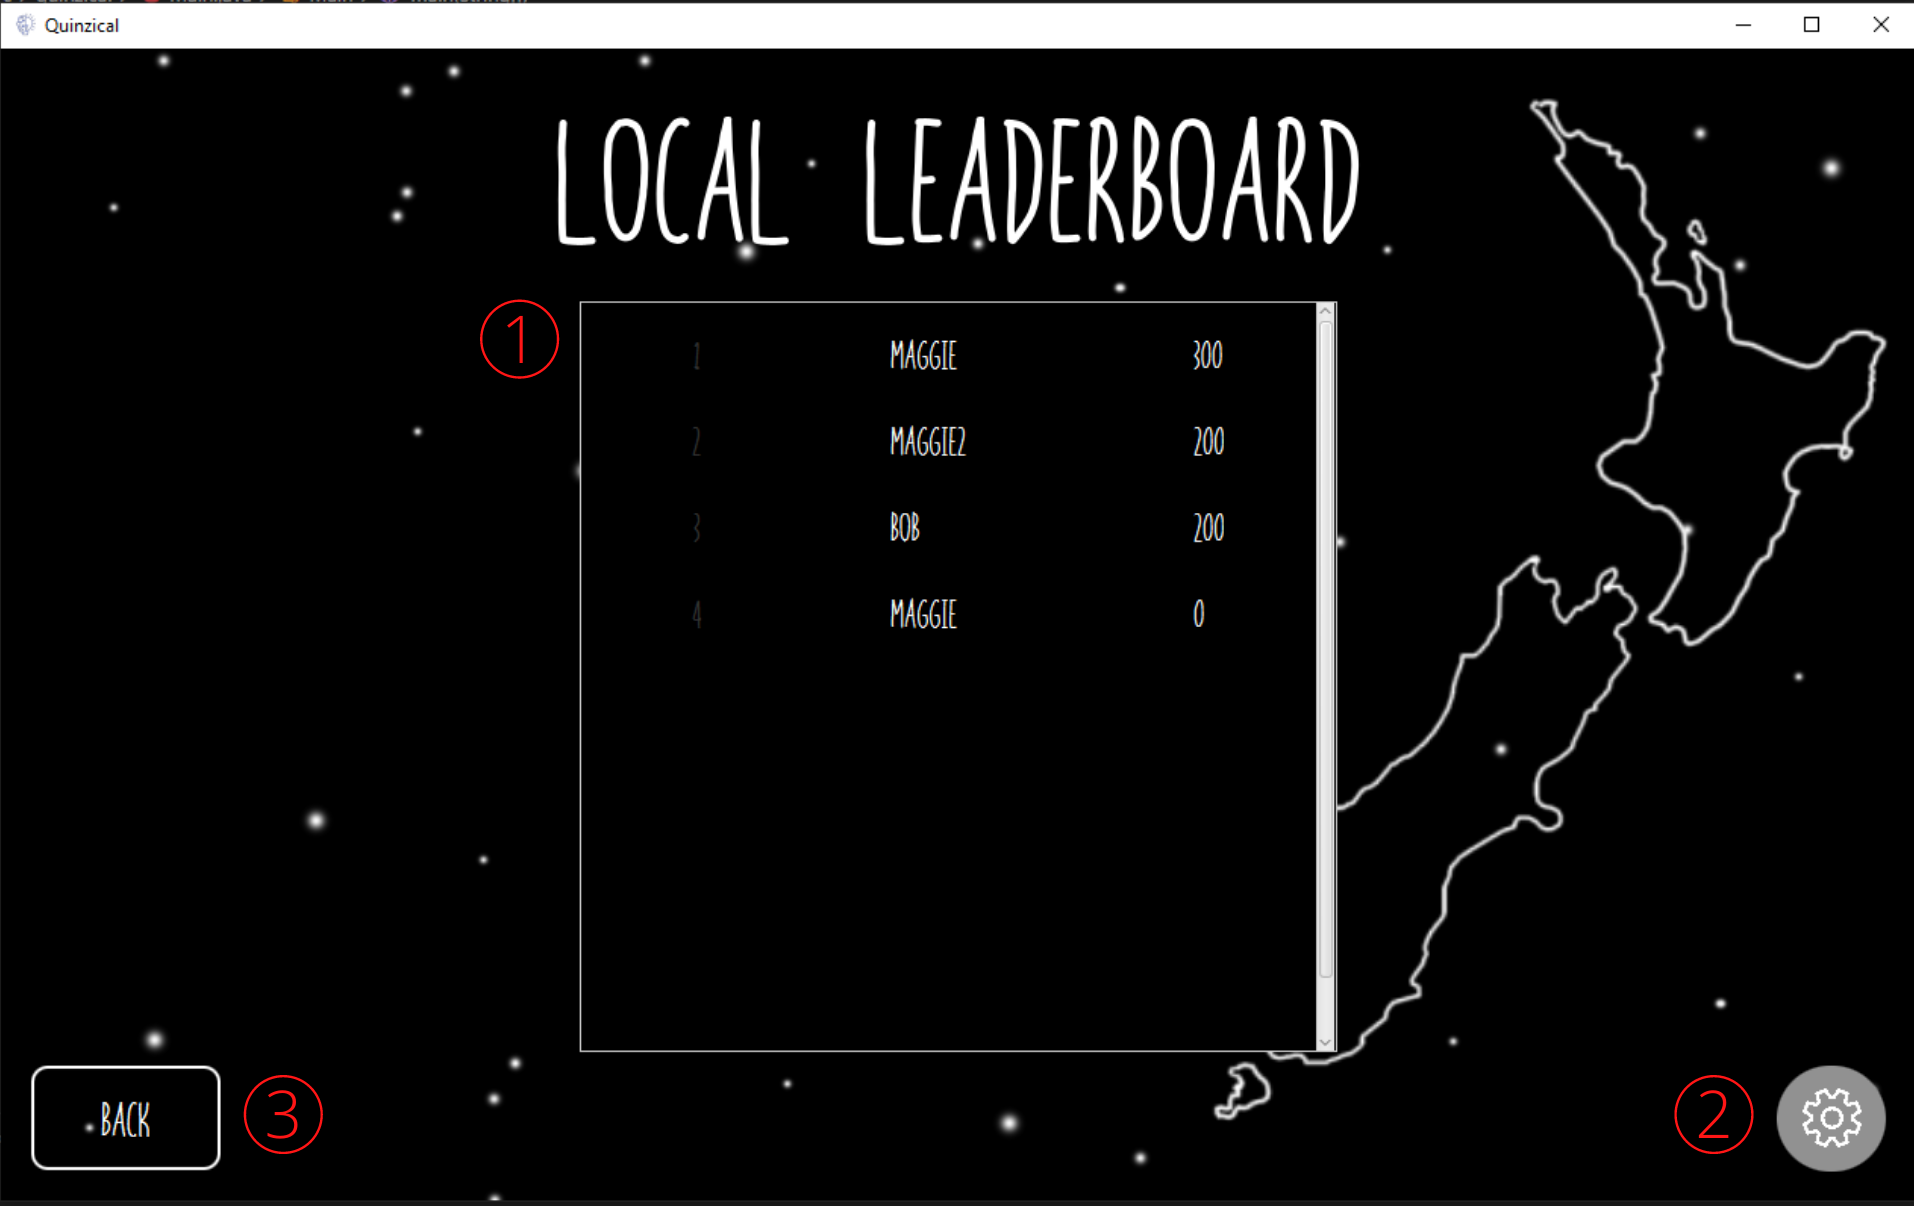 Quinzical
LOCAL LEADERBOARD
1
1 MAGGIE 300
2 MAGGIE2 200
3 BOB 200
4 MAGGIE 0
BACK 3 2